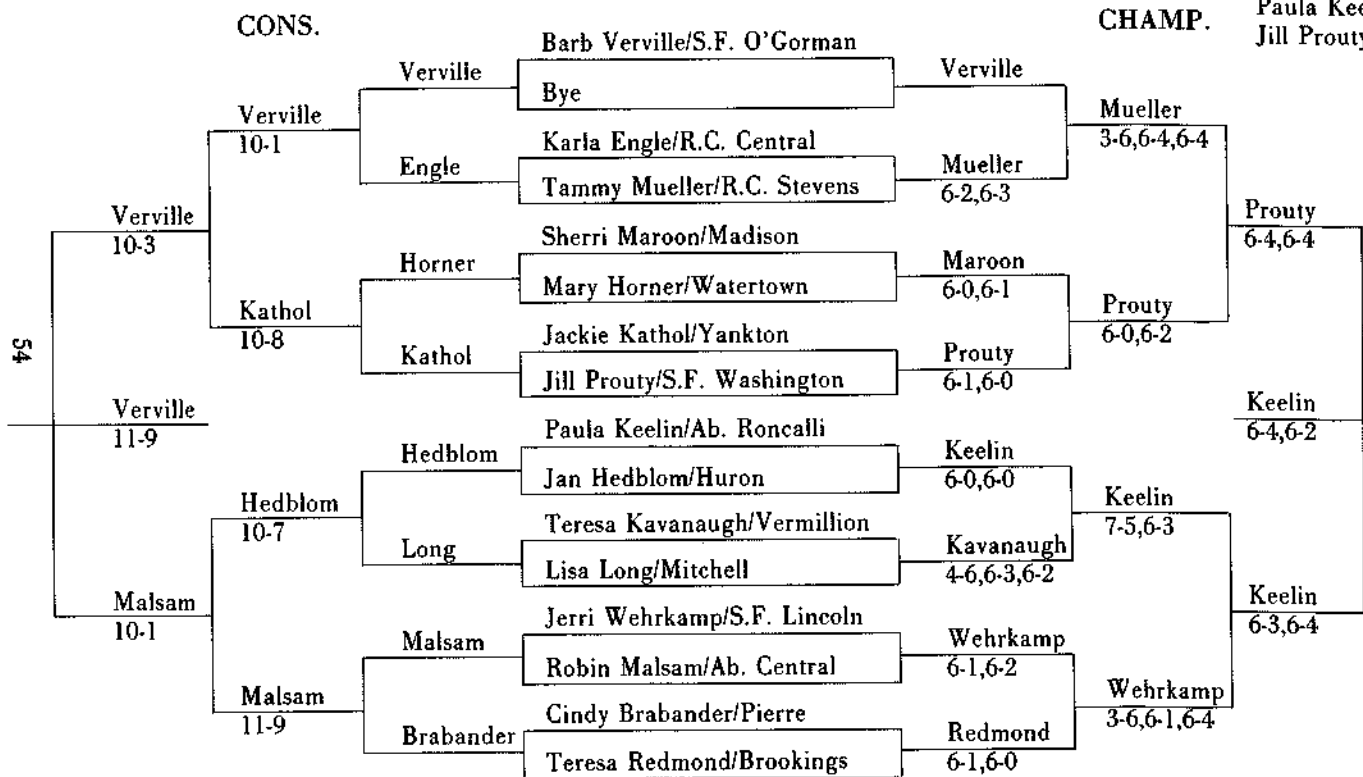 CONS.
CHAMP.
Paula Kee
Jill Prouty
Barb Verville/S.F. O'Gorman
Verville
Verville
Bye
Verville
10-1
Mueller
3-6,6-4,6-4
Karla Engle/R.C. Central
Engle
Mueller
6-2,6-3
Tammy Mueller/R.C. Stevens
Verville
10-3
Prouty
6-4,6-4
Sherri Maroon/Madison
Horner
Maroon
6-0,6-1
Mary Horner/Watertown
Kathol
10-8
Prouty
6-0,6-2
Jackie Kathol/Yankton
Kathol
Prouty
6-1,6-0
Jill Prouty/S.F. Washington
54
Verville
11-9
Keelin
6-4,6-2
Paula Keelin/Ab. Roncalli
Hedblom
Keelin
6-0,6-0
Jan Hedblom/Huron
Hedblom
10-7
Keelin
7-5,6-3
Teresa Kavanaugh/Vermillion
Long
Kavanaugh
4-6,6-3,6-2
Lisa Long/Mitchell
Malsam
10-1
Keelin
6-3,6-4
Jerri Wehrkamp/S.F. Lincoln
Malsam
Wehrkamp
6-1,6-2
Robin Malsam/Ab. Central
Malsam
11-9
Wehrkamp
3-6,6-1,6-4
Cindy Brabander/Pierre
Brabander
Redmond
6-1,6-0
Teresa Redmond/Brookings